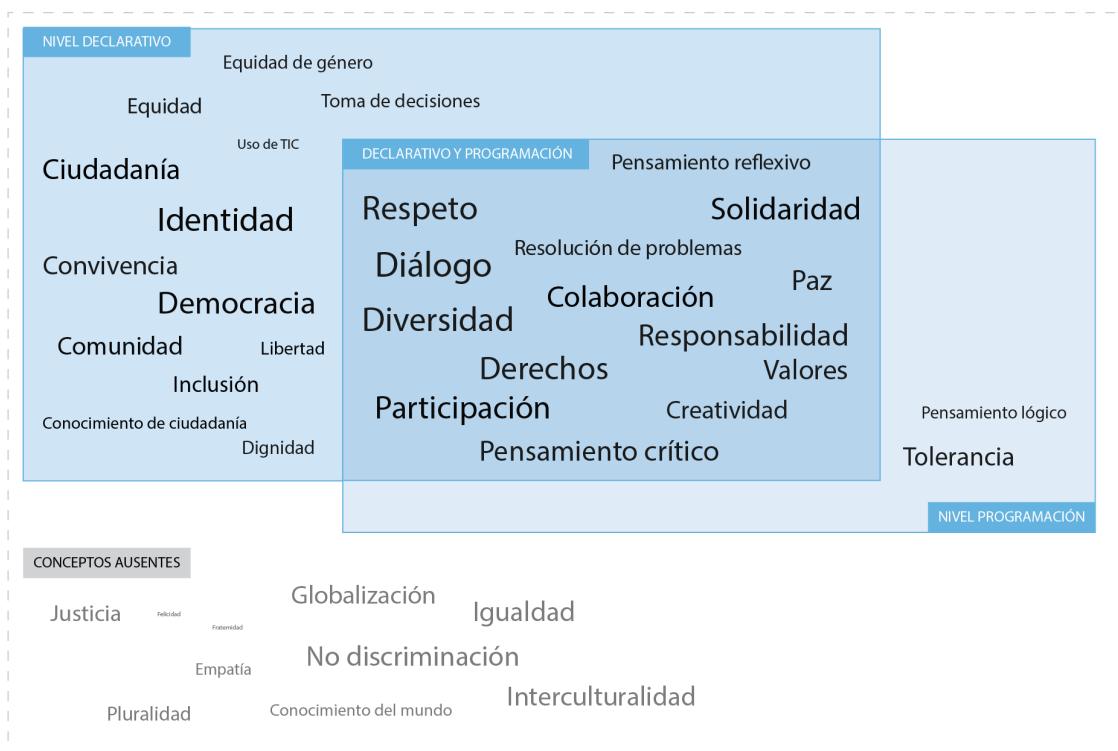 NIVEL DECLARATIVO
Equidad de género
Equidad
Toma de decisiones
Uso de TIC
Ciudadanía
Identidad
Convivencia
Democracia
Comunidad
Libertad
Inclusión
Conocimiento de ciudadanía
Dignidad
DECLARATIVO Y PROGRAMACIÓN
Pensamiento reflexivo
Respeto
Solidaridad
Resolución de problemas
Diálogo
Paz
Colaboración
Diversidad
Responsabilidad
Derechos
Valores
Participación
Creatividad
Pensamiento crítico
Pensamiento lógico
Tolerancia
NIVEL PROGRAMACIÓN
CONCEPTOS AUSENTES
Globalización
Justicia
Felicidad
Igualdad
Fraternidad
No discriminación
Empatía
Interculturalidad
Pluralidad
Conocimiento del mundo